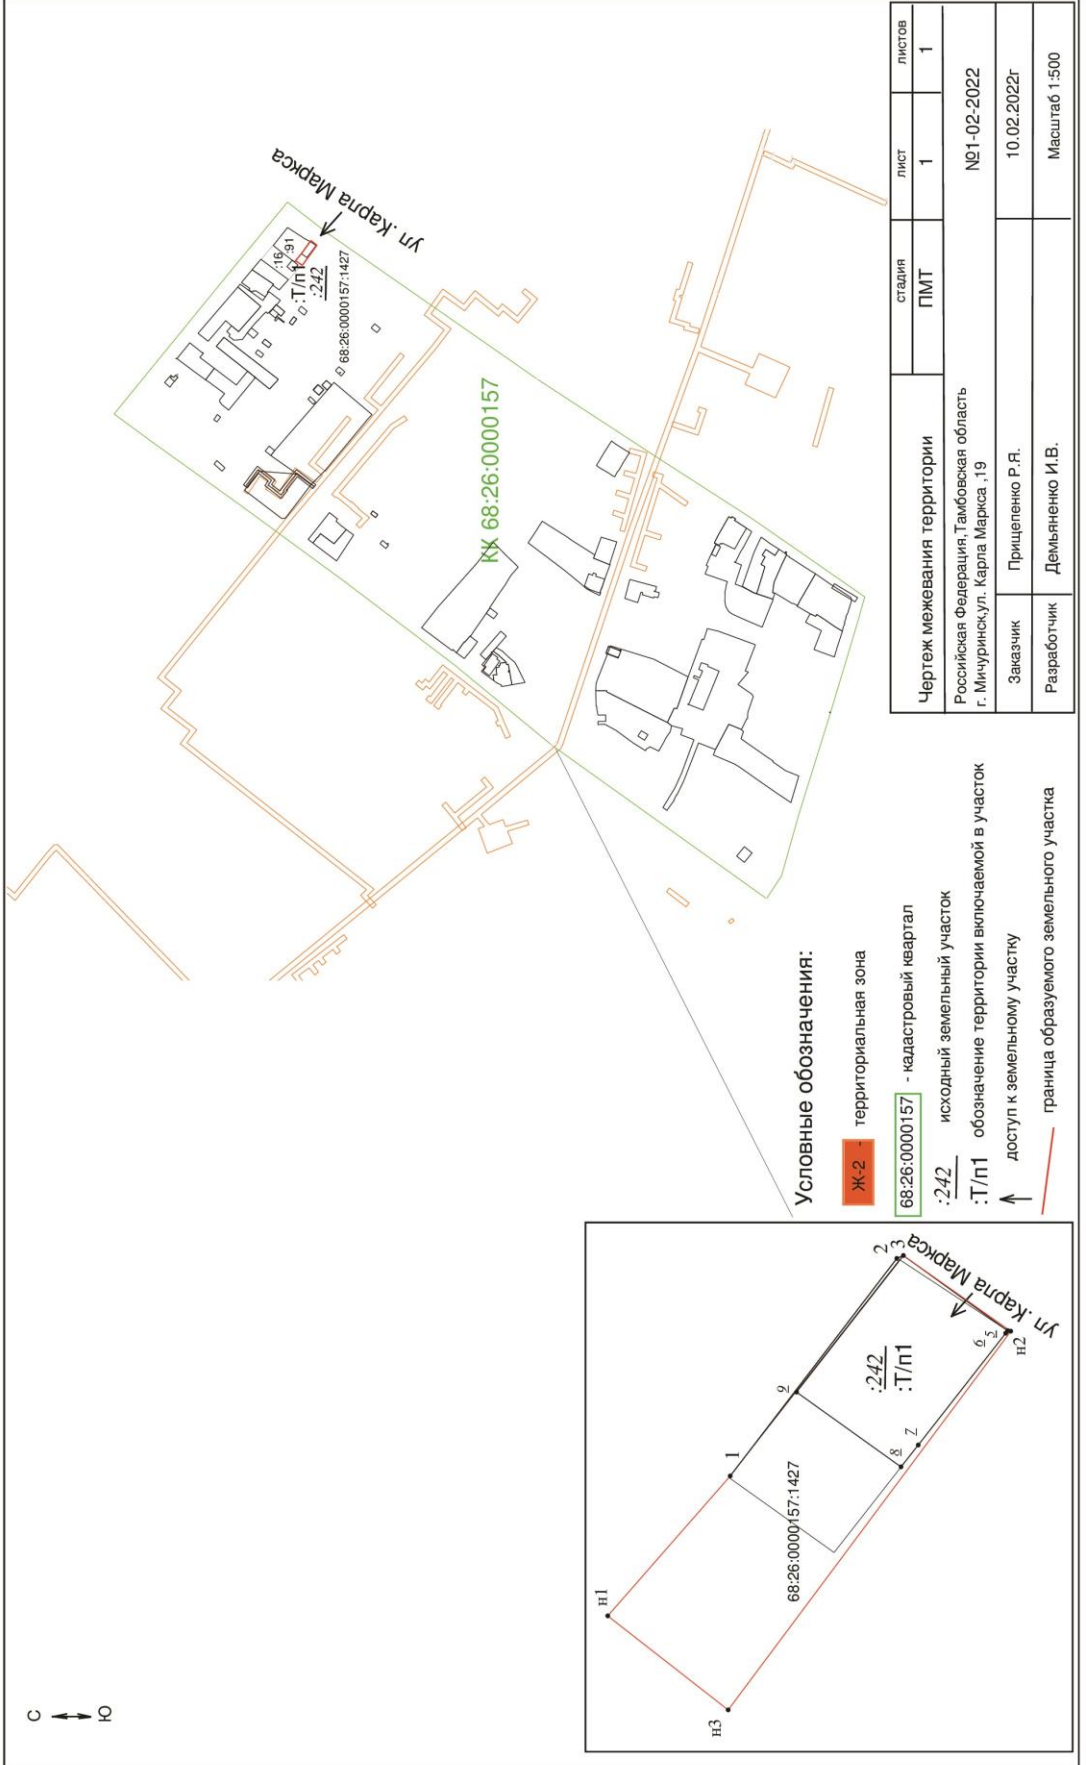 С
Ю
ул. Карла Маркса
:16
:91
:Т/п1
:242
68:26:0000157:1427
КК 68:26:0000157
н1
н3
1
9
2
3
ул. Карла Маркса
:242
:Т/п1
68:26:0000157:1427
8
7
6
5
н2
Условные обозначения:
Ж-2 - территориальная зона
68:26:0000157 - кадастровый квартал
:242 исходный земельный участок
:Т/п1 обозначение территории включаемой в участок
доступ к земельному участку
граница образуемого земельного участка
стадия лист листов
Чертеж межевания территории ПМТ 1 1
Российская Федерация,Тамбовская область
г. Мичуринск,ул. Карла Маркса ,19
№1-02-2022
Заказчик Прищепенко Р.Я. 10.02.2022г
Разработчик Демьяненко И.В. Масштаб 1:500